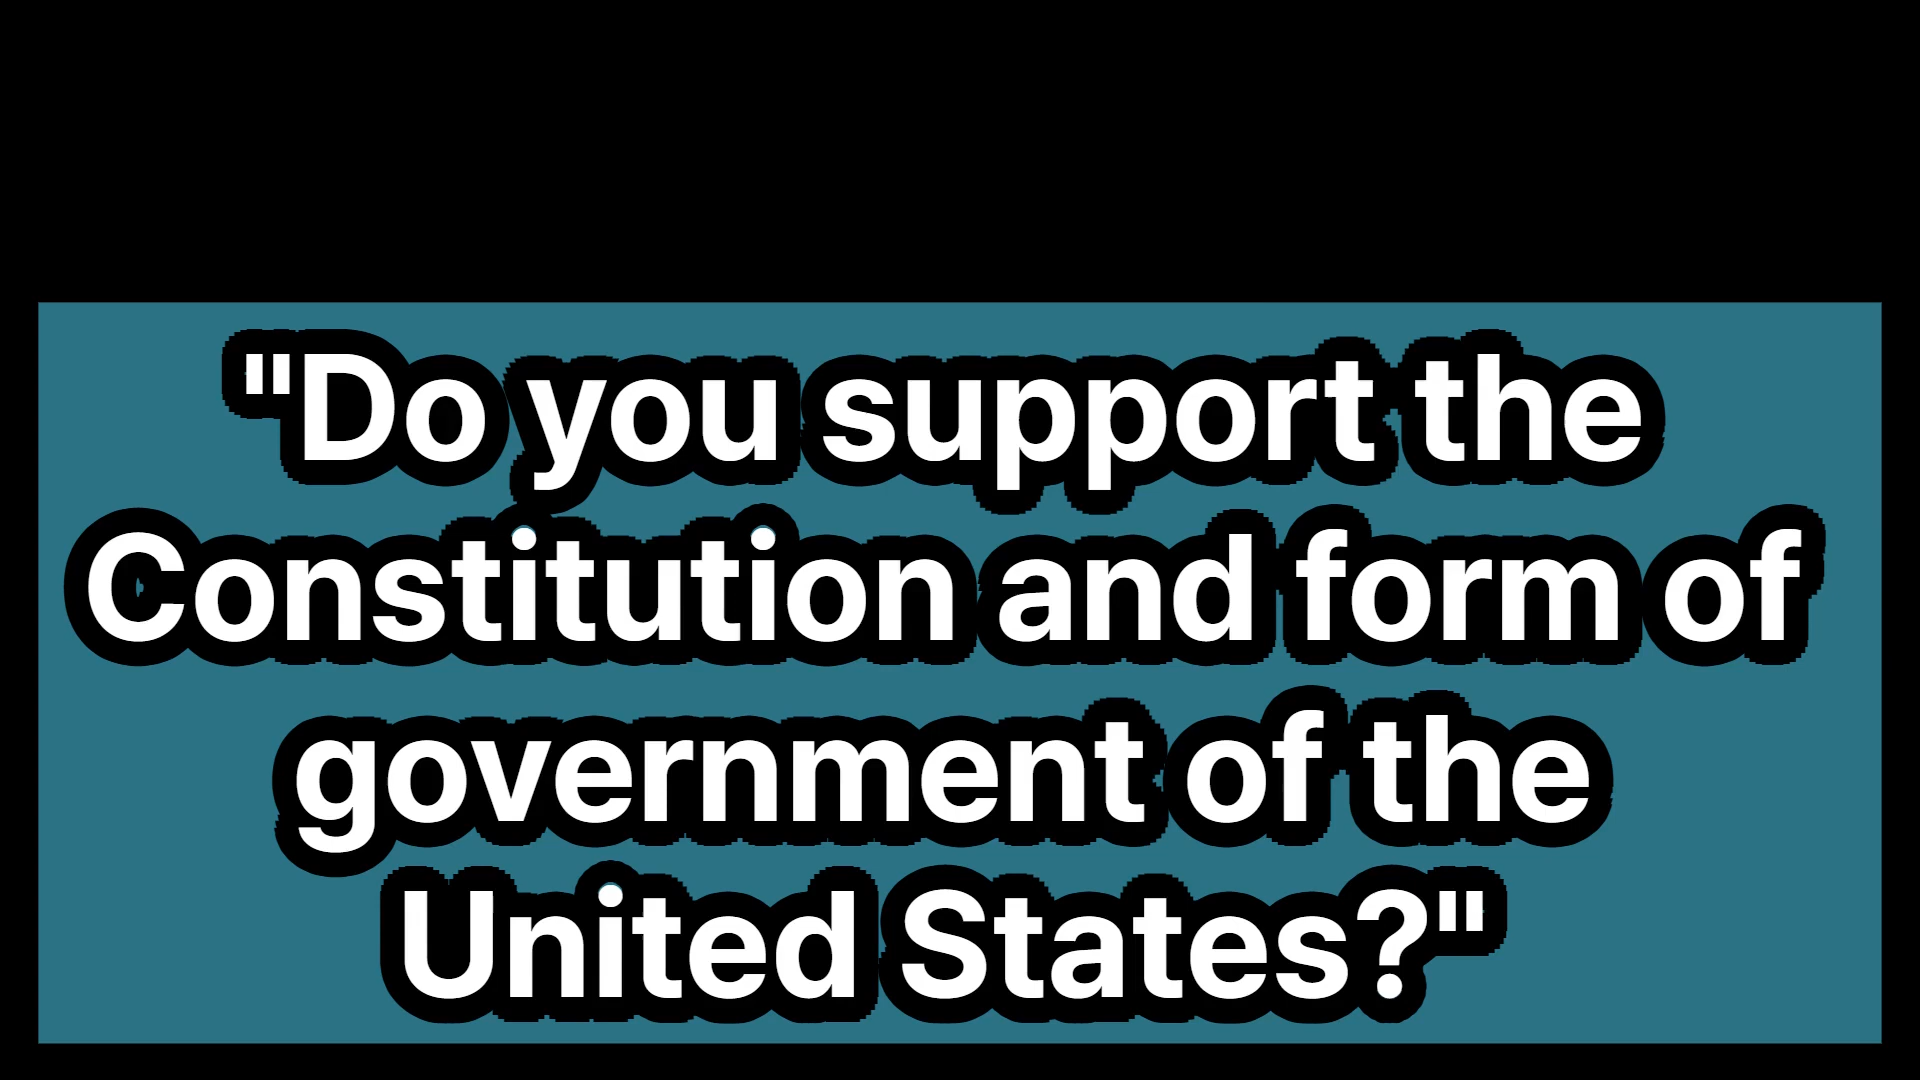 "Do you support the
Constitution and form of
government of the
United States?"